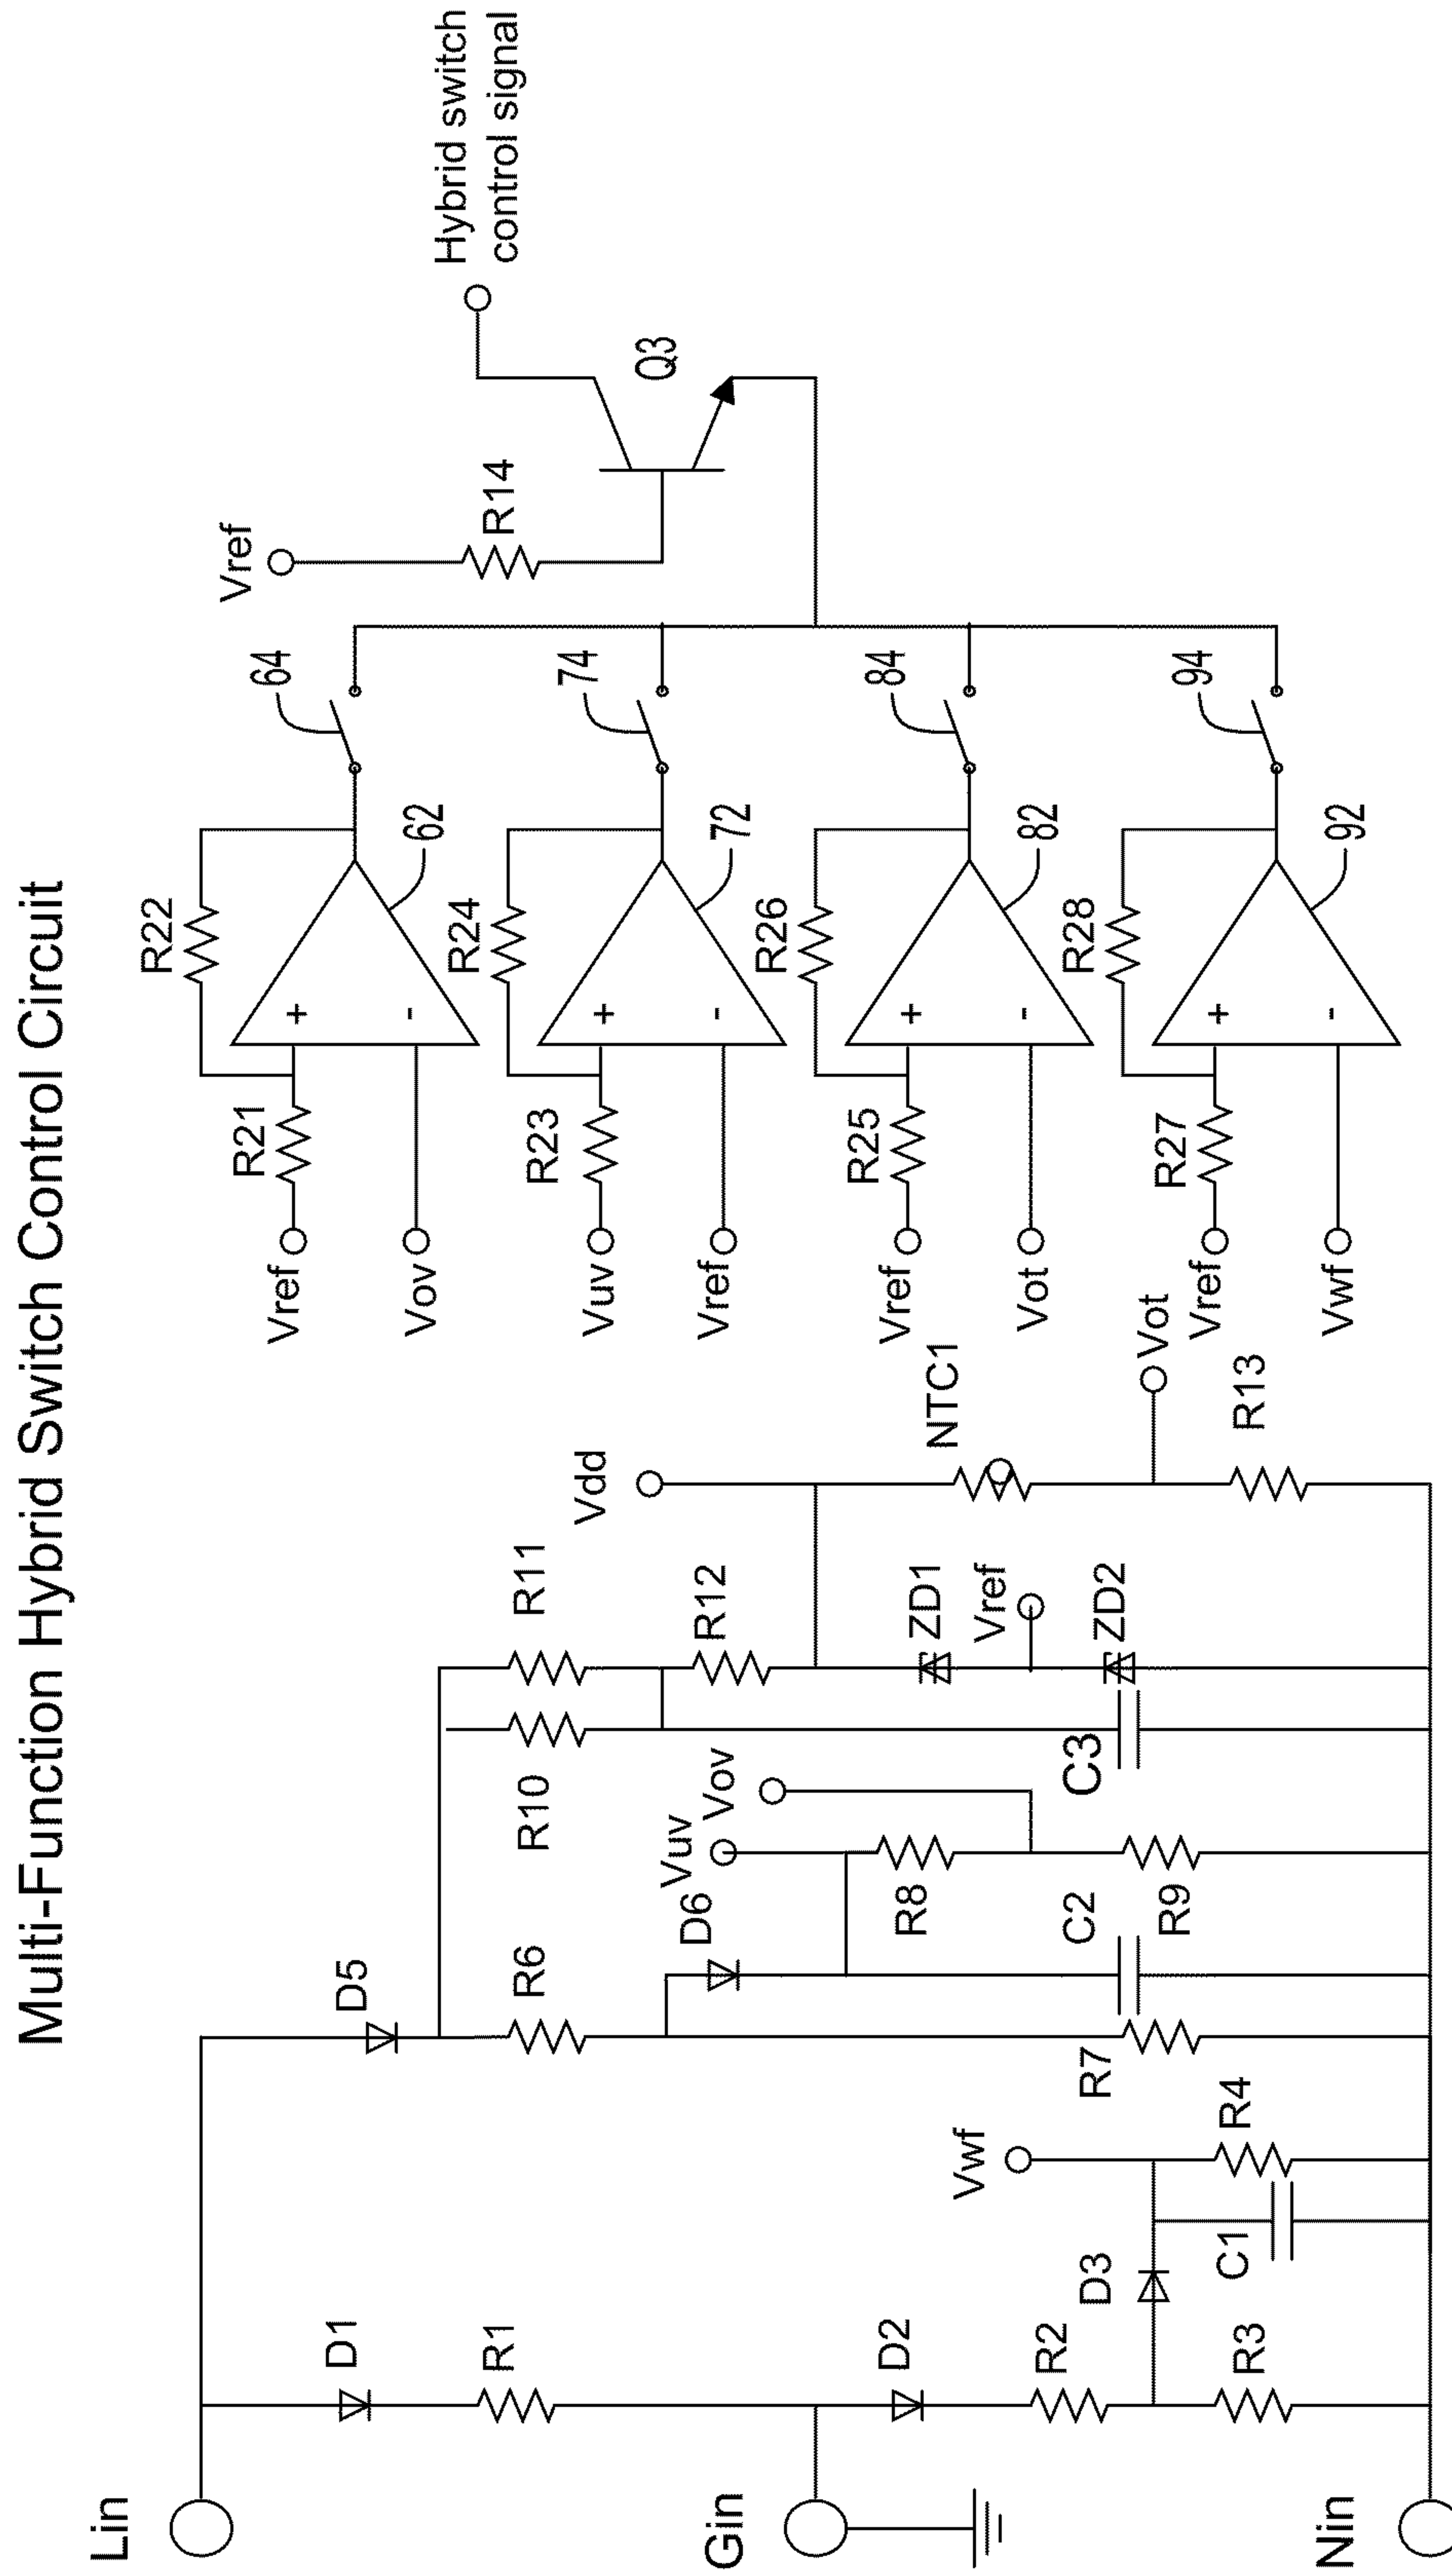 Multi-Function Hybrid Switch Control Circuit
Lin
Gin
Nin
D1
R1
D2
R2
R3
D3
C1
R4
Vwf
D5
R6
R7
D6
C2
Vuv
Vov
R8
R9
R10
R11
R12
C3
ZD1
Vref
ZD2
Vdd
NTC1
Vot
R13
Vref
Vov
R21
R22
+
-
62
64
Vuv
Vref
R23
R24
+
-
72
74
Vref
Vot
R25
R26
+
-
82
84
Vref
Vwf
R27
R28
+
-
92
94
Vref
R14
Q3
Hybrid switch
control signal